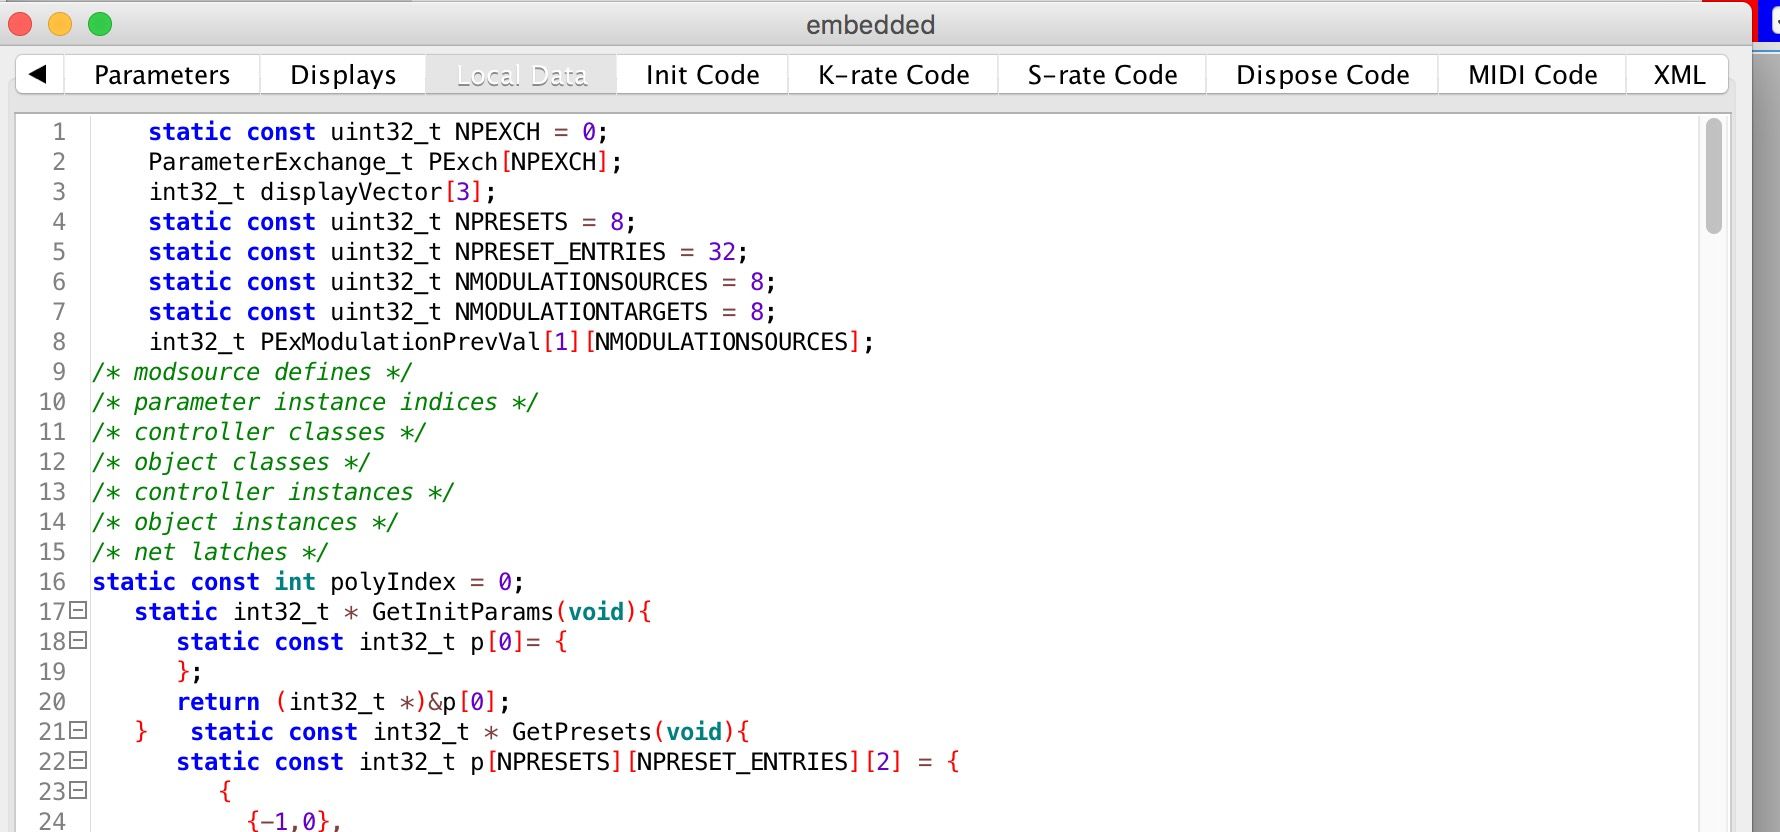 embedded
◀ Parameters Displays Local Data Init Code K-rate Code S-rate Code Dispose Code MIDI Code XML
1 static const uint32_t NPEXCH = 0;
2 ParameterExchange_t PExch[NPEXCH];
3 int32_t displayVector[3];
4 static const uint32_t NPRESETS = 8;
5 static const uint32_t NPRESET_ENTRIES = 32;
6 static const uint32_t NMODULATIONSOURCES = 8;
7 static const uint32_t NMODULATIONTARGETS = 8;
8 int32_t PExModulationPrevVal[1][NMODULATIONSOURCES];
9 /* modsource defines */
10 /* parameter instance indices */
11 /* controller classes */
12 /* object classes */
13 /* controller instances */
14 /* object instances */
15 /* net latches */
16 static const int polyIndex = 0;
17 static int32_t * GetInitParams(void){
18 static const int32_t p[0]= {
19 };
20 return (int32_t *)&p[0];
21 } static const int32_t * GetPresets(void){
22 static const int32_t p[NPRESETS][NPRESET_ENTRIES][2] = {
23 {
24 {-1,0},